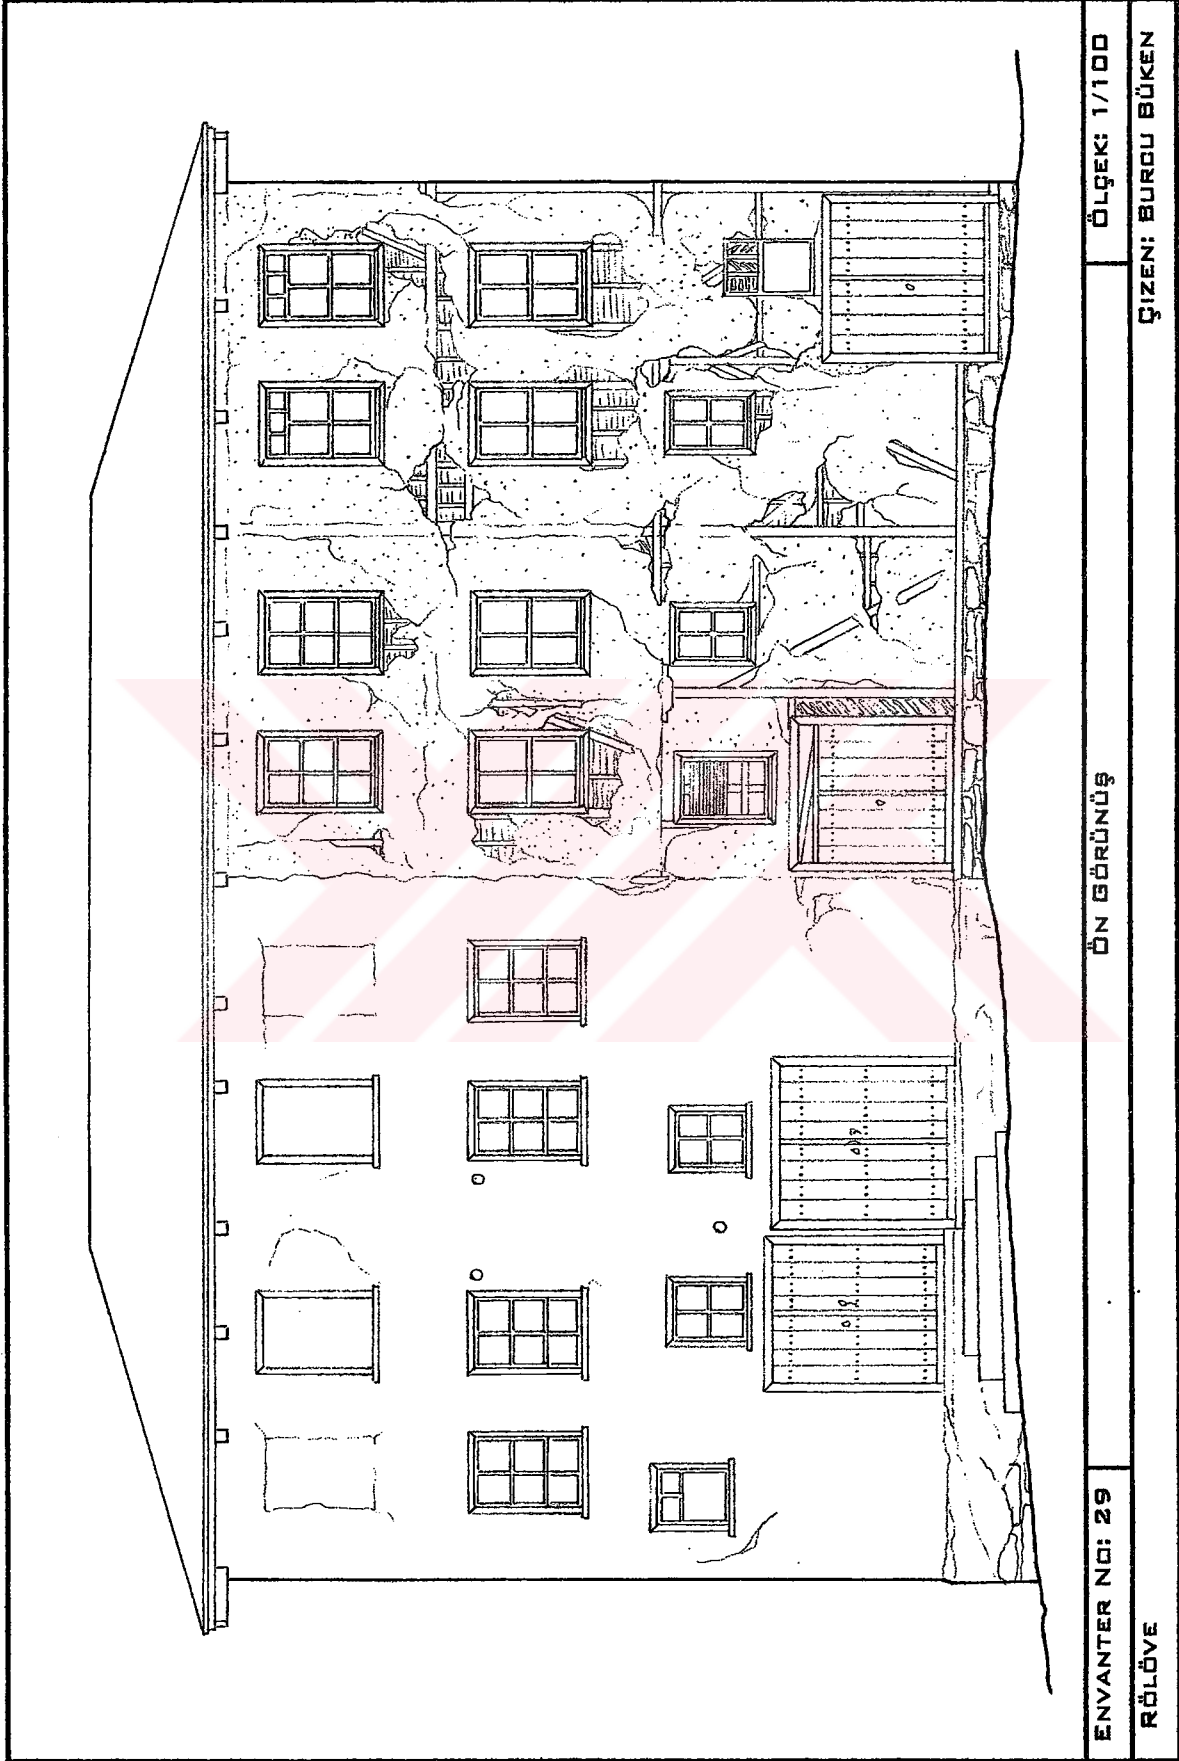 ENVANTER NO: 29
ÖN GÖRÜNÜŞ
ÖLÇEK: 1/100
RÖLÖVE
ÇIZEN: BURCU BÜKEN